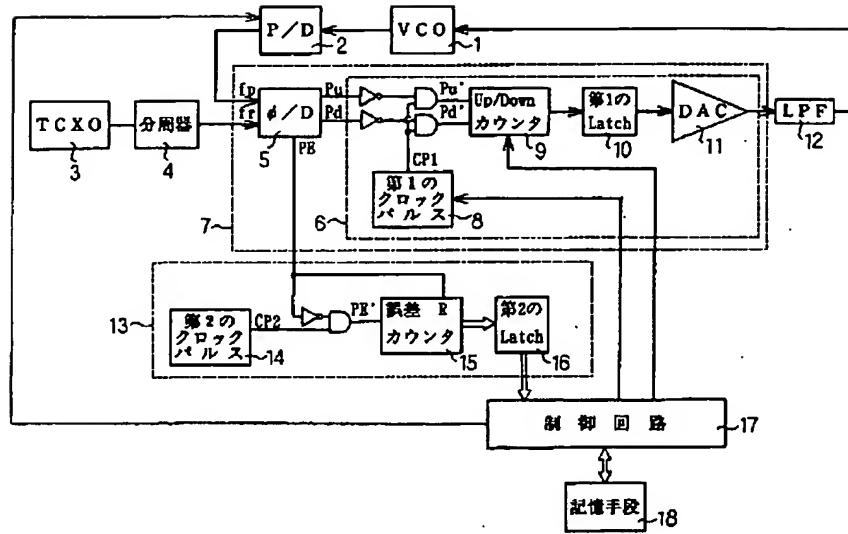 P/D
2
VCO
1
TCXO
3
分周器
4
fp
fr
φ/D
5
Pu
Pd
PE
Pu'
Pd'
Up/Down
カウンタ
9
第1の
Latch
10
DAC
11
LPF
12
CP1
第1の
クロック
パルス
8
7
6
13
第2の
クロック
パルス
14
CP2
PE'
誤差 R
カウンタ
15
第2の
Latch
16
制御回路
17
記憶手段
18